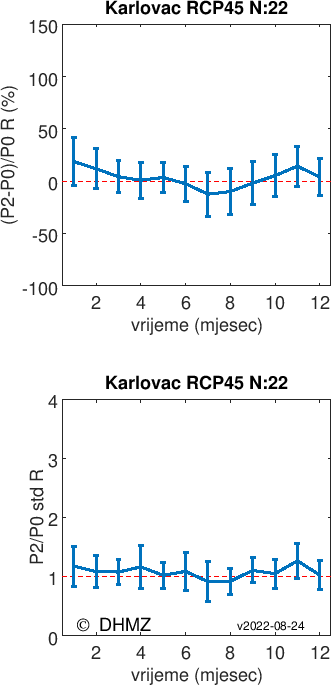 Karlovac RCP45 N:22
150
100
50
0
-50
-100
(P2-P0)/P0 R (%)
2 4 6 8 10 12
vrijeme (mjesec)
Karlovac RCP45 N:22
4
3
2
1
0
P2/P0 std R
© DHMZ v2022-08-24
2 4 6 8 10 12
vrijeme (mjesec)